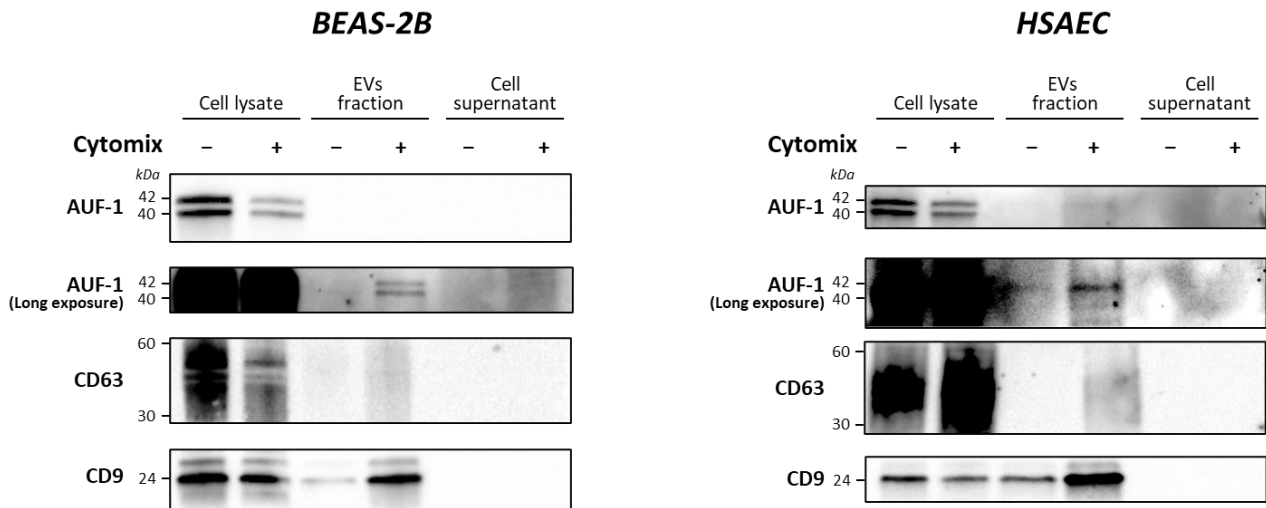 BEAS-2B
HSAEC
Cell lysate
EVs
fraction
Cell
supernatant
Cytomix – + – + – +
kDa
AUF-1
42
40
AUF-1
(Long exposure)
42
40
CD63
60
30
CD9
24
Cell lysate
EVs
fraction
Cell
supernatant
Cytomix – + – + – +
kDa
AUF-1
42
40
AUF-1
(Long exposure)
42
40
CD63
60
30
CD9
24